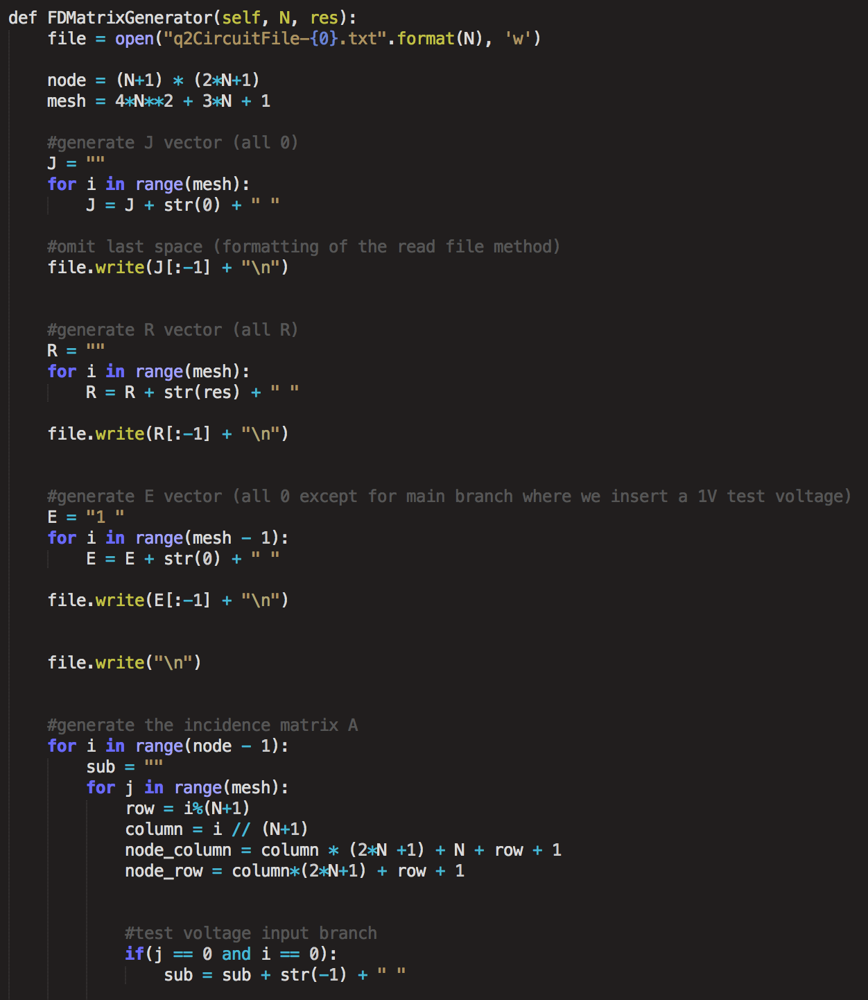 def FDMatrixGenerator(self, N, res):
    file = open("q2CircuitFile-{0}.txt".format(N), 'w')

    node = (N+1) * (2*N+1)
    mesh = 4*N**2 + 3*N + 1

    #generate J vector (all 0)
    J = ""
    for i in range(mesh):
        J = J + str(0) + " "

    #omit last space (formatting of the read file method)
    file.write(J[:-1] + "\n")


    #generate R vector (all R)
    R = ""
    for i in range(mesh):
        R = R + str(res) + " "

    file.write(R[:-1] + "\n")


    #generate E vector (all 0 except for main branch where we insert a 1V test voltage)
    E = "1 "
    for i in range(mesh - 1):
        E = E + str(0) + " "

    file.write(E[:-1] + "\n")


    file.write("\n")


    #generate the incidence matrix A
    for i in range(node - 1):
        sub = ""
        for j in range(mesh):
            row = i%(N+1)
            column = i // (N+1)
            node_column = column * (2*N +1) + N + row + 1
            node_row = column*(2*N+1) + row + 1


            #test voltage input branch
            if(j == 0 and i == 0):
                sub = sub + str(-1) + " "